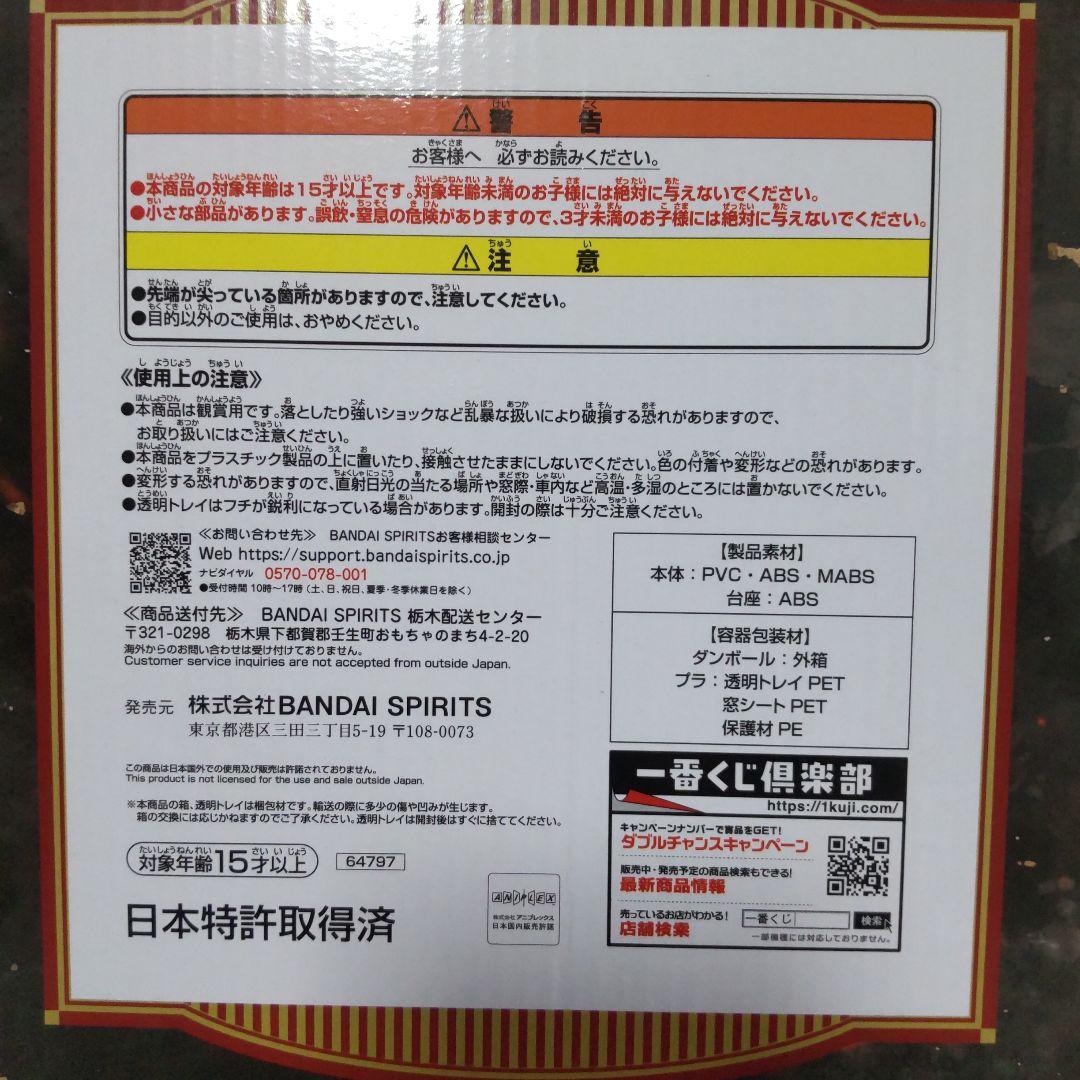 ⚠警告
お客様へ 必ずお読みください。
●本商品の対象年齢は15才以上です。対象年齢未満のお子様には絶対に与えないでください。
●小さな部品があります。誤飲・窒息の危険がありますので、3才未満のお子様には絶対に与えないでください。
⚠注意
●先端が尖っている箇所がありますので、注意してください。
●目的以外のご使用は、おやめください。
《使用上の注意》
●本商品は観賞用です。落としたり強いショックなど乱暴な扱いにより破損する恐れがありますので、
お取り扱いにはご注意ください。
●本商品をプラスチック製品の上に置いたり、接触させたままにしないでください。色の付着や変形などの恐れがあります。
●変形する恐れがありますので、直射日光の当たる場所や窓際・車内など高温・多湿のところには置かないでください。
●透明トレイはフチが鋭利になっている場合があります。開封の際は十分ご注意ください。
≪お問い合わせ先≫ BANDAI SPIRITSお客様相談センター
Web https://support.bandaispirits.co.jp
ナビダイヤル 0570-078-001
●受付時間 10時〜17時(土、日、祝日、夏季・冬季休業日を除く)
≪商品送付先≫ BANDAI SPIRITS 栃木配送センター
〒321-0298 栃木県下都賀郡壬生町おもちゃのまち4-2-20
海外からのお問い合わせは受け付けておりません。
Customer service inquiries are not accepted from outside Japan.
発売元 株式会社BANDAI SPIRITS
東京都港区三田三丁目5-19 〒108-0073
この商品は日本国外での使用及び販売は許諾されておりません。
This product is not licensed for the use and sale outside Japan.
※本商品の箱、透明トレイは梱包材です。輸送の際に多少の傷や凹みが生じます。
箱の交換には応じかねますのでご了承ください。透明トレイは開封後はすぐに捨ててください。
対象年齢15才以上
64797
日本特許取得済
ANIPLEX
株式会社 アニプレックス
日本国内販売許諾
【製品素材】
本体:PVC・ABS・MABS
台座:ABS
【容器包装材】
ダンボール:外箱
プラ:透明トレイ PET
窓シート PET
保護材 PE
一番くじ倶楽部
https://1kuji.com/
キャンペーンナンバーで賞品をGET!
ダブルチャンスキャンペーン
販売中・発売予定の商品検索もできる!
最新商品情報
売っているお店がわかる!
店舗検索
一番くじ 検索
一部機種には対応しておりません。